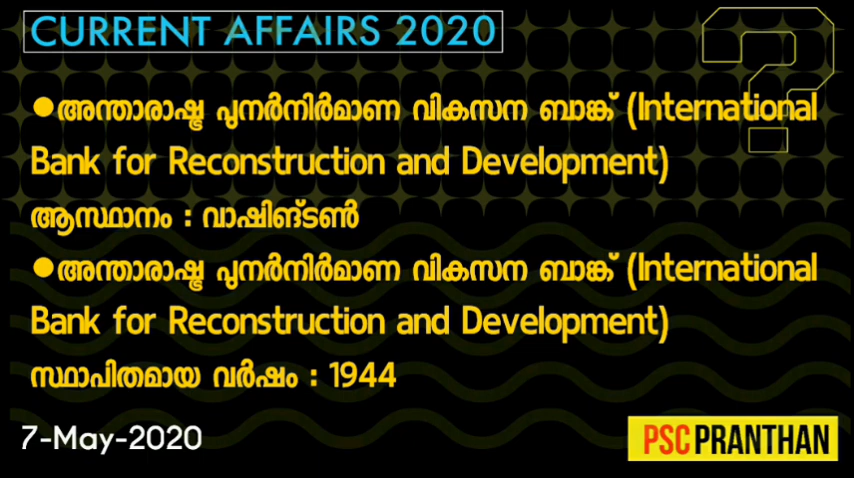 CURRENT AFFAIRS 2020
●അന്താരാഷ്ട്ര പുനർനിർമാണ വികസന ബാങ്ക് (International
Bank for Reconstruction and Development)
ആസ്ഥാനം : വാഷിങ്ടൺ
●അന്താരാഷ്ട്ര പുനർനിർമാണ വികസന ബാങ്ക് (International
Bank for Reconstruction and Development)
സ്ഥാപിതമായ വർഷം : 1944
7-May-2020
PSC PRANTHAN